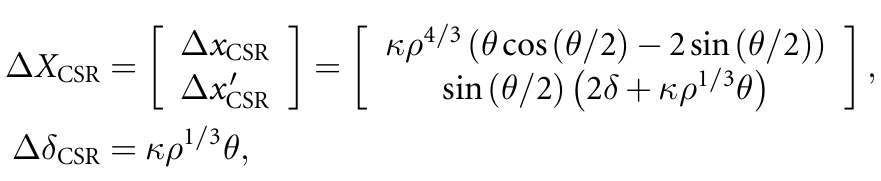 ΔX_CSR = [ Δx_CSR ; Δx′_CSR ] = [ κρ^{4/3} (θ cos (θ/2) − 2 sin (θ/2)) ; sin (θ/2) (2δ + κρ^{1/3}θ) ],
Δδ_CSR = κρ^{1/3}θ,